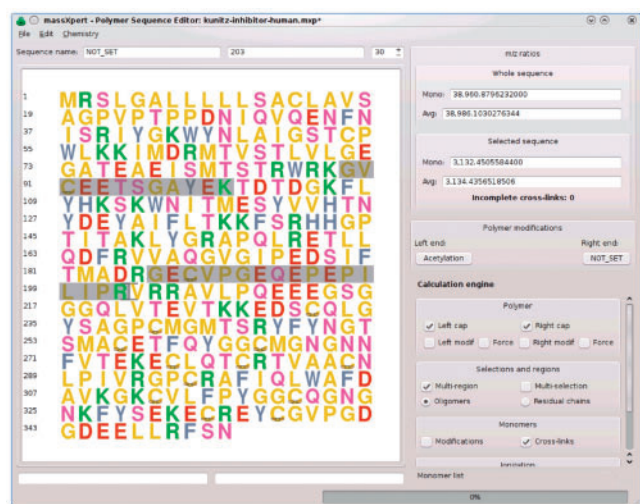 massXpert - Polymer Sequence Editor: kunitz-inhibitor-human.mxp*
File Edit Chemistry
Sequence name: NOT_SET 203 30
1 MRSLGALLLLLSACLAVS
19 AGPVPTPPDNIQVQENFN
37 ISRIYGKWYNLAIGSTCP
55 WLKKIMDRMTVSTLVLGE
73 GATEAEISMTSTRWRKGV
91 CEETSGAYEKTDTDGKFL
109 YHKSKWNITMESYVVHTN
127 YDEYAIFLTKKFSRHHGP
145 TITAKLYGRAPQLRETLL
163 QDFRVVAQGVGIPEDSIF
181 TMADRGECVPGEQEPEPI
199 LIPRVRRAVLPQEEEGSG
217 GGQLVTEVTKKEDSCQLG
235 YSAGPCMGMTSRYFYNGT
253 SMACETFQYGGCMGNGNN
271 FVTEKECLQTCRTVAACN
289 LPIVRGPCRAFIQLWAFD
307 AVKGKCVLFPYGGCQGNG
325 NKFYSEKECREYCGVPGD
343 GDEELLRFSN
m/z ratios
Whole sequence
Mono: 38,960.8796232000
Avg: 38,986.1030276344
Selected sequence
Mono: 3,132.4505584400
Avg: 3,134.4356518506
Incomplete cross-links: 0
Polymer modifications
Left end: Right end:
Acetylation NOT_SET
Calculation engine
Polymer
Left cap Right cap
Left modif Force Right modif Force
Selections and regions
Multi-region Multi-selection
Oligomers Residual chains
Monomers
Modifications Cross-links
Ionization
Monomer list
0%